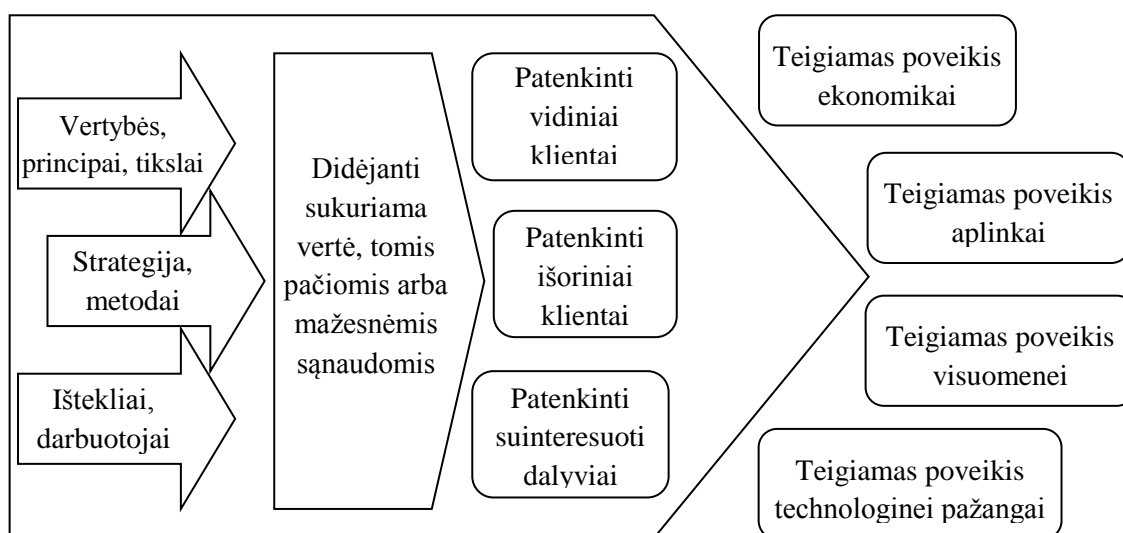 Vertybės,
principai, tikslai
Strategija,
metodai
Ištekliai,
darbuotojai
Didėjanti
sukuriama
vertė, tomis
pačiomis arba
mažesnėmis
sąnaudomis
Patenkinti
vidiniai
klientai
Patenkinti
išoriniai
klientai
Patenkinti
suinteresuoti
dalyviai
Teigiamas poveikis
ekonomikai
Teigiamas poveikis
aplinkai
Teigiamas poveikis
visuomenei
Teigiamas poveikis
technologinei pažangai